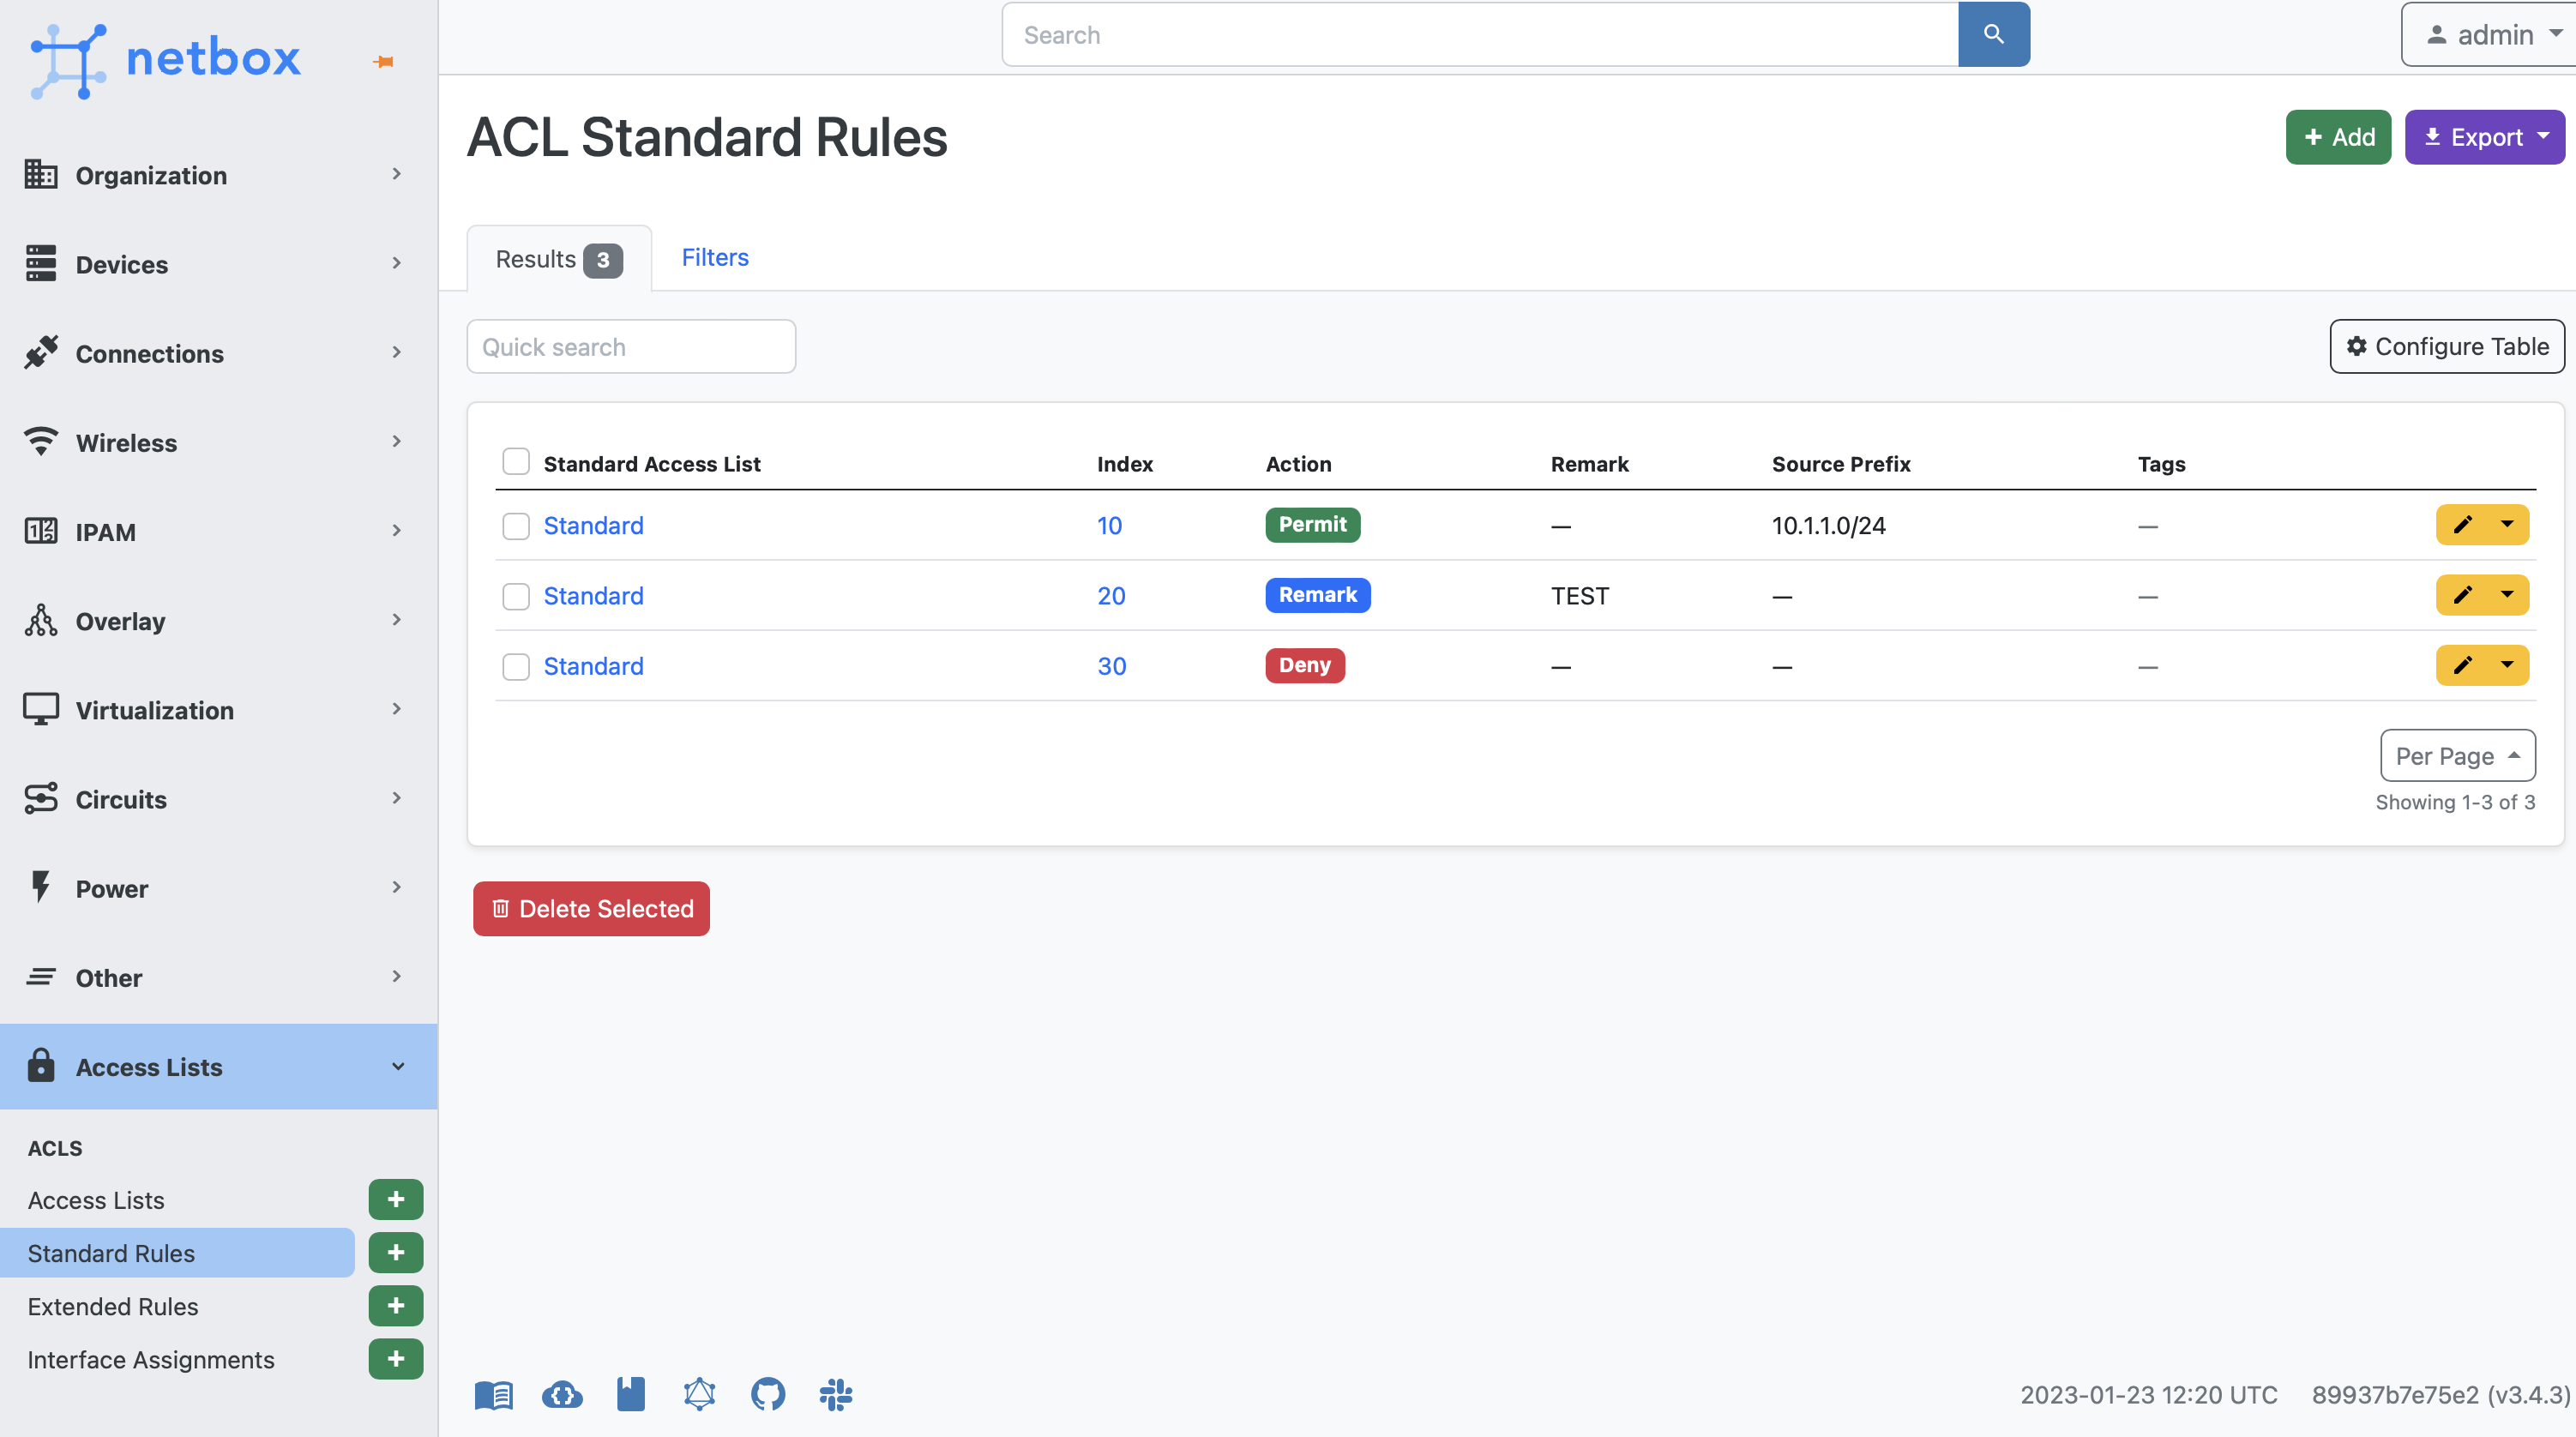 netbox
Search
admin
Organization
Devices
Connections
Wireless
IPAM
Overlay
Virtualization
Circuits
Power
Other
Access Lists
ACLS
Access Lists
Standard Rules
Extended Rules
Interface Assignments
ACL Standard Rules
+ Add
Export
Results 3
Filters
Quick search
Configure Table
Standard Access List Index Action Remark Source Prefix Tags
Standard 10 Permit — 10.1.1.0/24 —
Standard 20 Remark TEST — —
Standard 30 Deny — — —
Per Page
Showing 1-3 of 3
Delete Selected
2023-01-23 12:20 UTC 89937b7e75e2 (v3.4.3)